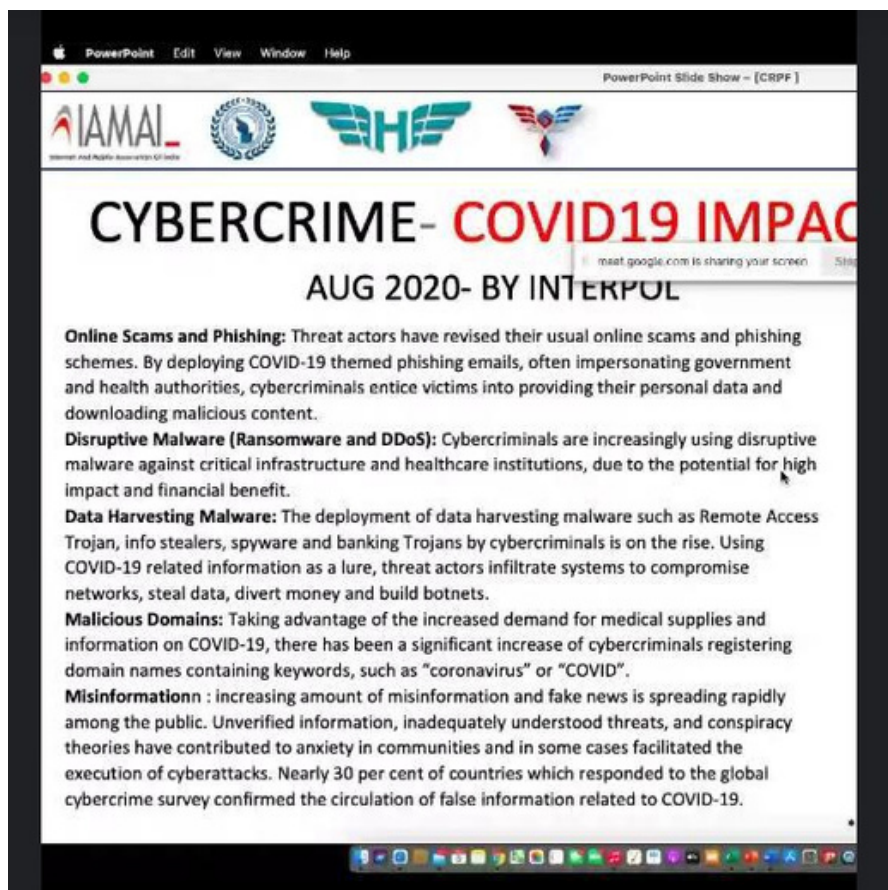 PowerPoint Edit View Window Help
PowerPoint Slide Show - [CRPF ]
IAMAI
Internet And Mobile Association Of India
CYBERCRIME- COVID19 IMPAC
meet.google.com is sharing your screen Stop
AUG 2020- BY INTERPOL
Online Scams and Phishing: Threat actors have revised their usual online scams and phishing
schemes. By deploying COVID-19 themed phishing emails, often impersonating government
and health authorities, cybercriminals entice victims into providing their personal data and
downloading malicious content.
Disruptive Malware (Ransomware and DDoS): Cybercriminals are increasingly using disruptive
malware against critical infrastructure and healthcare institutions, due to the potential for high
impact and financial benefit.
Data Harvesting Malware: The deployment of data harvesting malware such as Remote Access
Trojan, info stealers, spyware and banking Trojans by cybercriminals is on the rise. Using
COVID-19 related information as a lure, threat actors infiltrate systems to compromise
networks, steal data, divert money and build botnets.
Malicious Domains: Taking advantage of the increased demand for medical supplies and
information on COVID-19, there has been a significant increase of cybercriminals registering
domain names containing keywords, such as “coronavirus” or “COVID”.
Misinformationn : increasing amount of misinformation and fake news is spreading rapidly
among the public. Unverified information, inadequately understood threats, and conspiracy
theories have contributed to anxiety in communities and in some cases facilitated the
execution of cyberattacks. Nearly 30 per cent of countries which responded to the global
cybercrime survey confirmed the circulation of false information related to COVID-19.